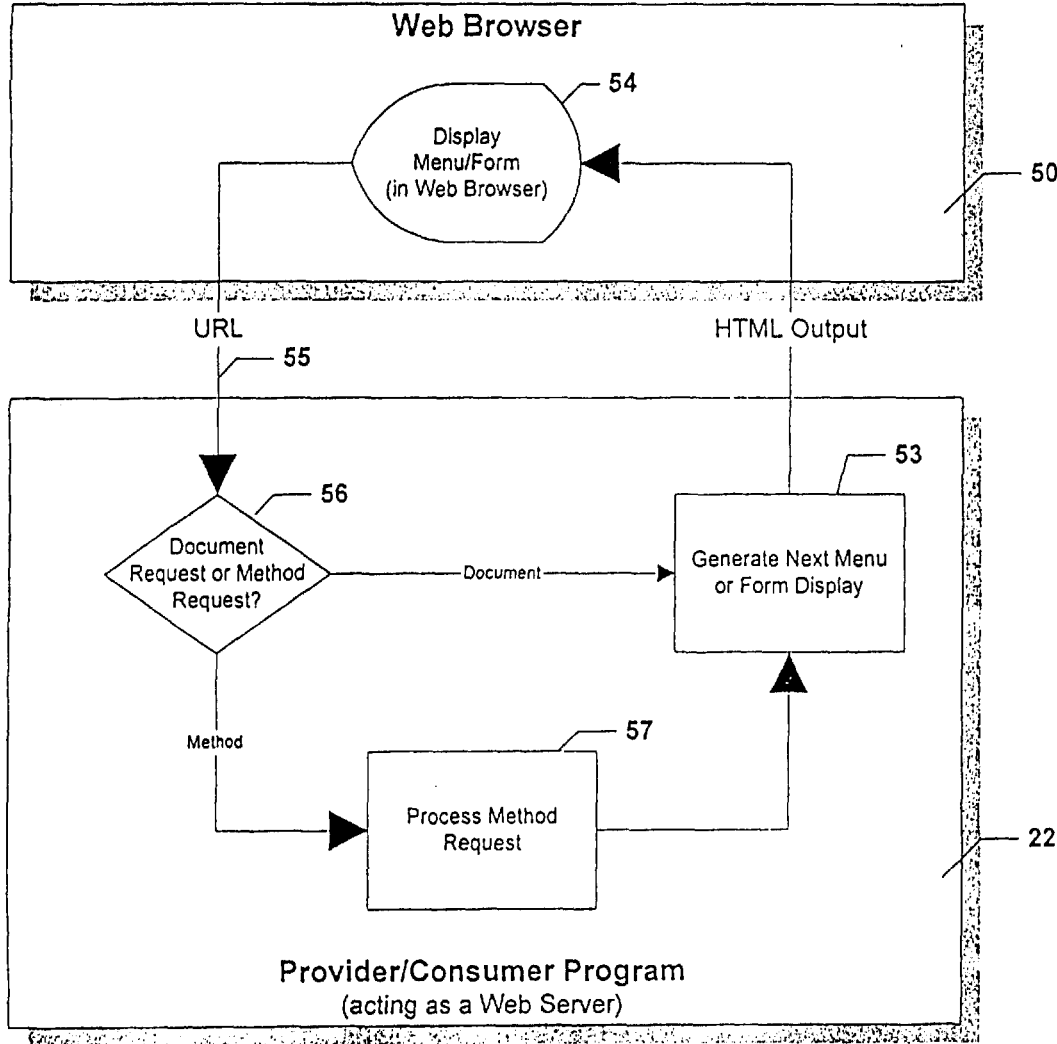 Web Browser
54
Display
Menu/Form
(in Web Browser)
50
URL
HTML Output
55
53
56
Document
Request or Method
Request?
Document
Generate Next Menu
or Form Display
Method
57
Process Method
Request
22
Provider/Consumer Program
(acting as a Web Server)